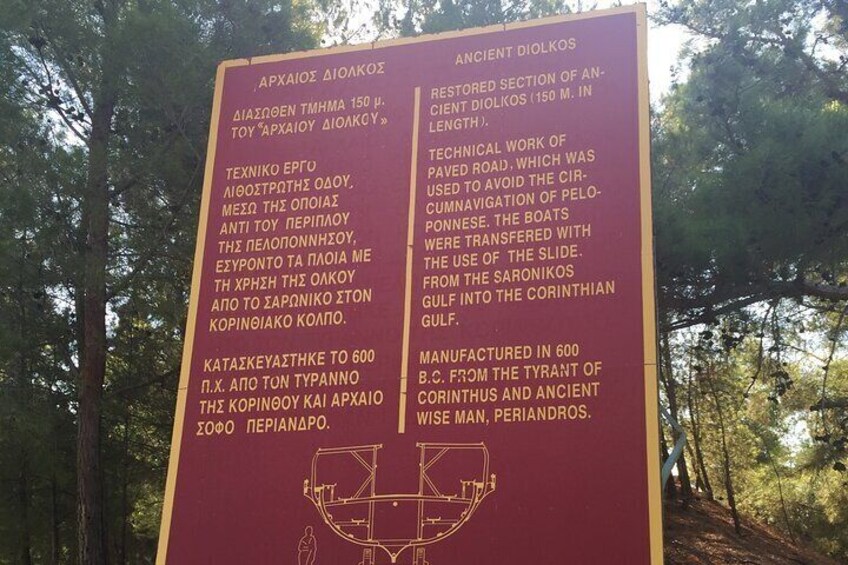 ΑΡΧΑΙΟΣ ΔΙΟΛΚΟΣ
ΔΙΑΣΩΘΕΝ ΤΜΗΜΑ 150 μ.
ΤΟΥ "ΑΡΧΑΙΟΥ ΔΙΟΛΚΟΥ»
ΤΕΧΝΙΚΟ ΕΡΓΟ
ΛΙΘΟΣΤΡΩΤΗΣ ΟΔΟΥ,
ΜΕΣΩ ΤΗΣ ΟΠΟΙΑΣ
ΑΝΤΙ ΤΟΥ ΠΕΡΙΠΛΟΥ
ΤΗΣ ΠΕΛΟΠΟΝΝΗΣΟΥ,
ΕΣΥΡΟΝΤΟ ΤΑ ΠΛΟΙΑ ΜΕ
ΤΗ ΧΡΗΣΗ ΤΗΣ ΟΛΚΟΥ
ΑΠΟ ΤΟ ΣΑΡΩΝΙΚΟ ΣΤΟΝ
ΚΟΡΙΝΘΙΑΚΟ ΚΟΛΠΟ.
ΚΑΤΑΣΚΕΥΑΣΤΗΚΕ ΤΟ 600
Π.Χ. ΑΠΟ ΤΟΝ ΤΥΡΑΝΝΟ
ΤΗΣ ΚΟΡΙΝΘΟΥ ΚΑΙ ΑΡΧΑΙΟ
ΣΟΦΟ ΠΕΡΙΑΝΔΡΟ.
ANCIENT DIOLKOS
RESTORED SECTION OF AN-
CIENT DIOLKOS (150 M. IN
LENGTH).
TECHNICAL WORK OF
PAVED ROAD, WHICH WAS
USED TO AVOID THE CIR-
CUMNAVIGATION OF PELO-
PONNESE. THE BOATS
WERE TRANSFERED WITH
THE USE OF THE SLIDE.
FROM THE SARONIKOS
GULF INTO THE CORINTHIAN
GULF.
MANUFACTURED IN 600
B.C. FROM THE TYRANT OF
CORINTHUS AND ANCIENT
WISE MAN, PERIANDROS.